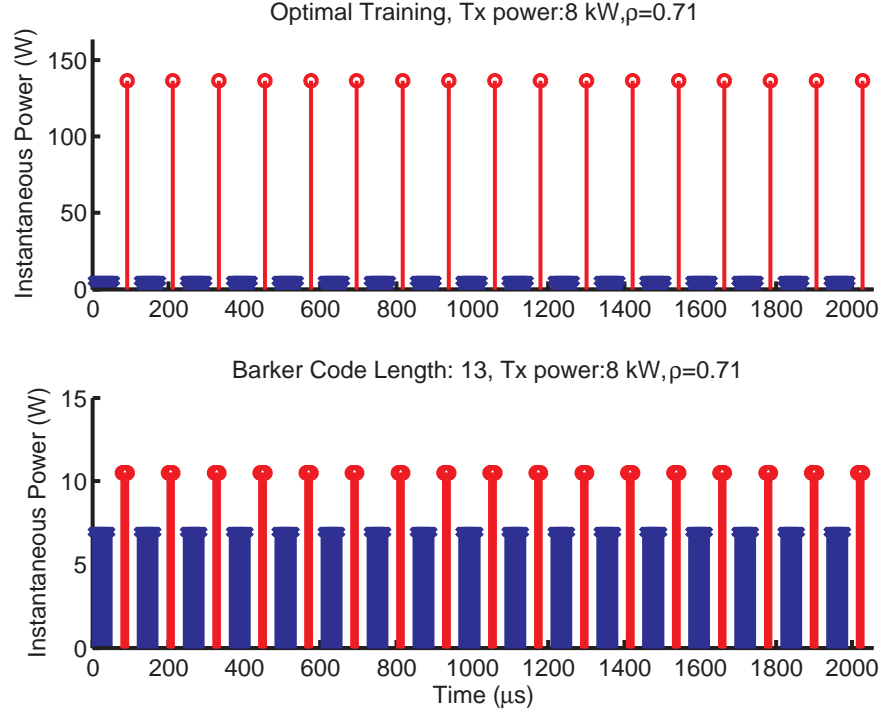 Optimal Training, Tx power:8 kW,ρ=0.71
Instantaneous Power (W)
150
100
50
0
0 200 400 600 800 1000 1200 1400 1600 1800 2000
Barker Code Length: 13, Tx power:8 kW,ρ=0.71
Instantaneous Power (W)
15
10
5
0
0 200 400 600 800 1000 1200 1400 1600 1800 2000
Time (μs)